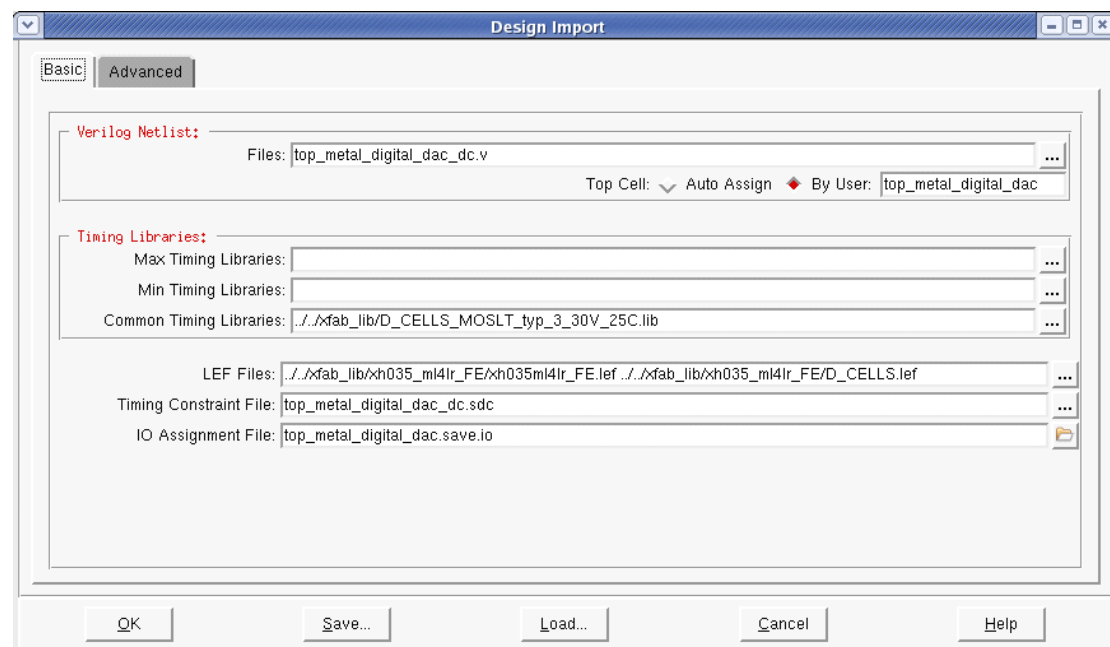 Design Import
Basic Advanced
Verilog Netlist:
Files: top_metal_digital_dac_dc.v ...
Top Cell: Auto Assign By User: top_metal_digital_dac
Timing Libraries:
Max Timing Libraries: ...
Min Timing Libraries: ...
Common Timing Libraries: ../../xfab_lib/D_CELLS_MOSLT_typ_3_30V_25C.lib ...
LEF Files: ../../xfab_lib/xh035_ml4lr_FE/xh035ml4lr_FE.lef ../../xfab_lib/xh035_ml4lr_FE/D_CELLS.lef ...
Timing Constraint File: top_metal_digital_dac_dc.sdc ...
IO Assignment File: top_metal_digital_dac.save.io
OK Save... Load... Cancel Help